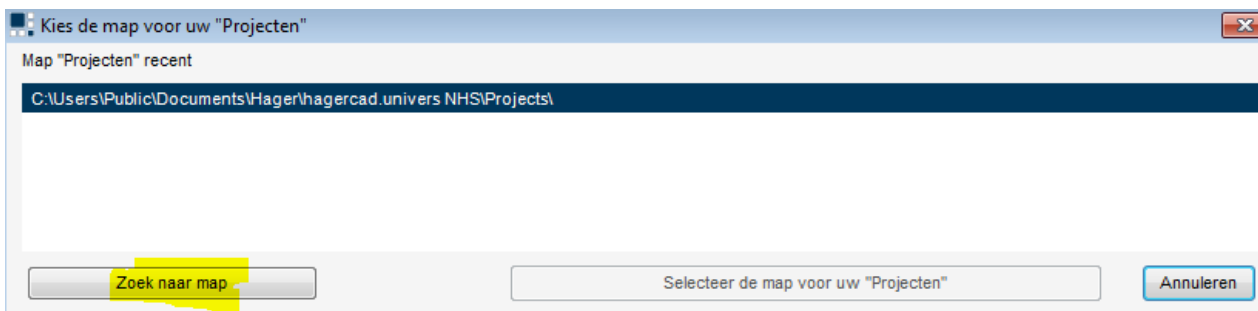 Kies de map voor uw "Projecten"
Map "Projecten" recent
C:\Users\Public\Documents\Hager\hagercad.univers NHS\Projects\
Zoek naar map
Selecteer de map voor uw "Projecten"
Annuleren